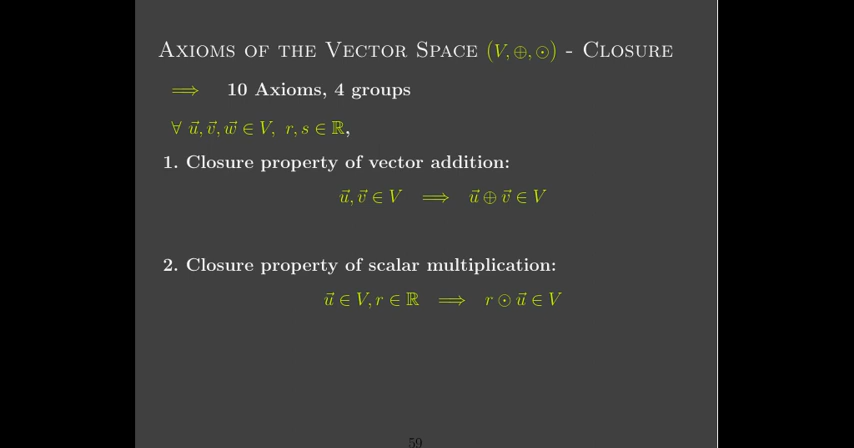 Axioms of the Vector Space (V, ⊕, ⊙) - Closure
⟹ 10 Axioms, 4 groups
∀ u⃗, v⃗, w⃗ ∈ V, r, s ∈ ℝ,
1. Closure property of vector addition:
u⃗, v⃗ ∈ V ⟹ u⃗ ⊕ v⃗ ∈ V
2. Closure property of scalar multiplication:
u⃗ ∈ V, r ∈ ℝ ⟹ r ⊙ u⃗ ∈ V
59